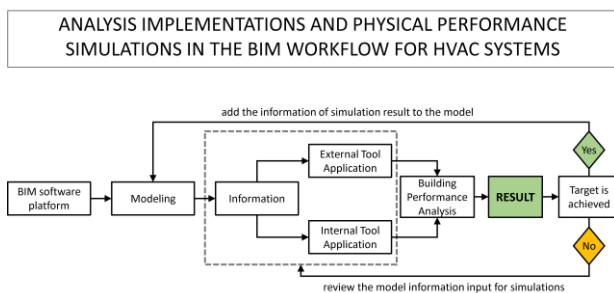 ANALYSIS IMPLEMENTATIONS AND PHYSICAL PERFORMANCE
SIMULATIONS IN THE BIM WORKFLOW FOR HVAC SYSTEMS
add the information of simulation result to the model
Yes
External Tool
Application
BIM software
platform
Modeling
Information
Building
Performance
Analysis
RESULT
Target is
achieved
Internal Tool
Application
No
review the model information input for simulations